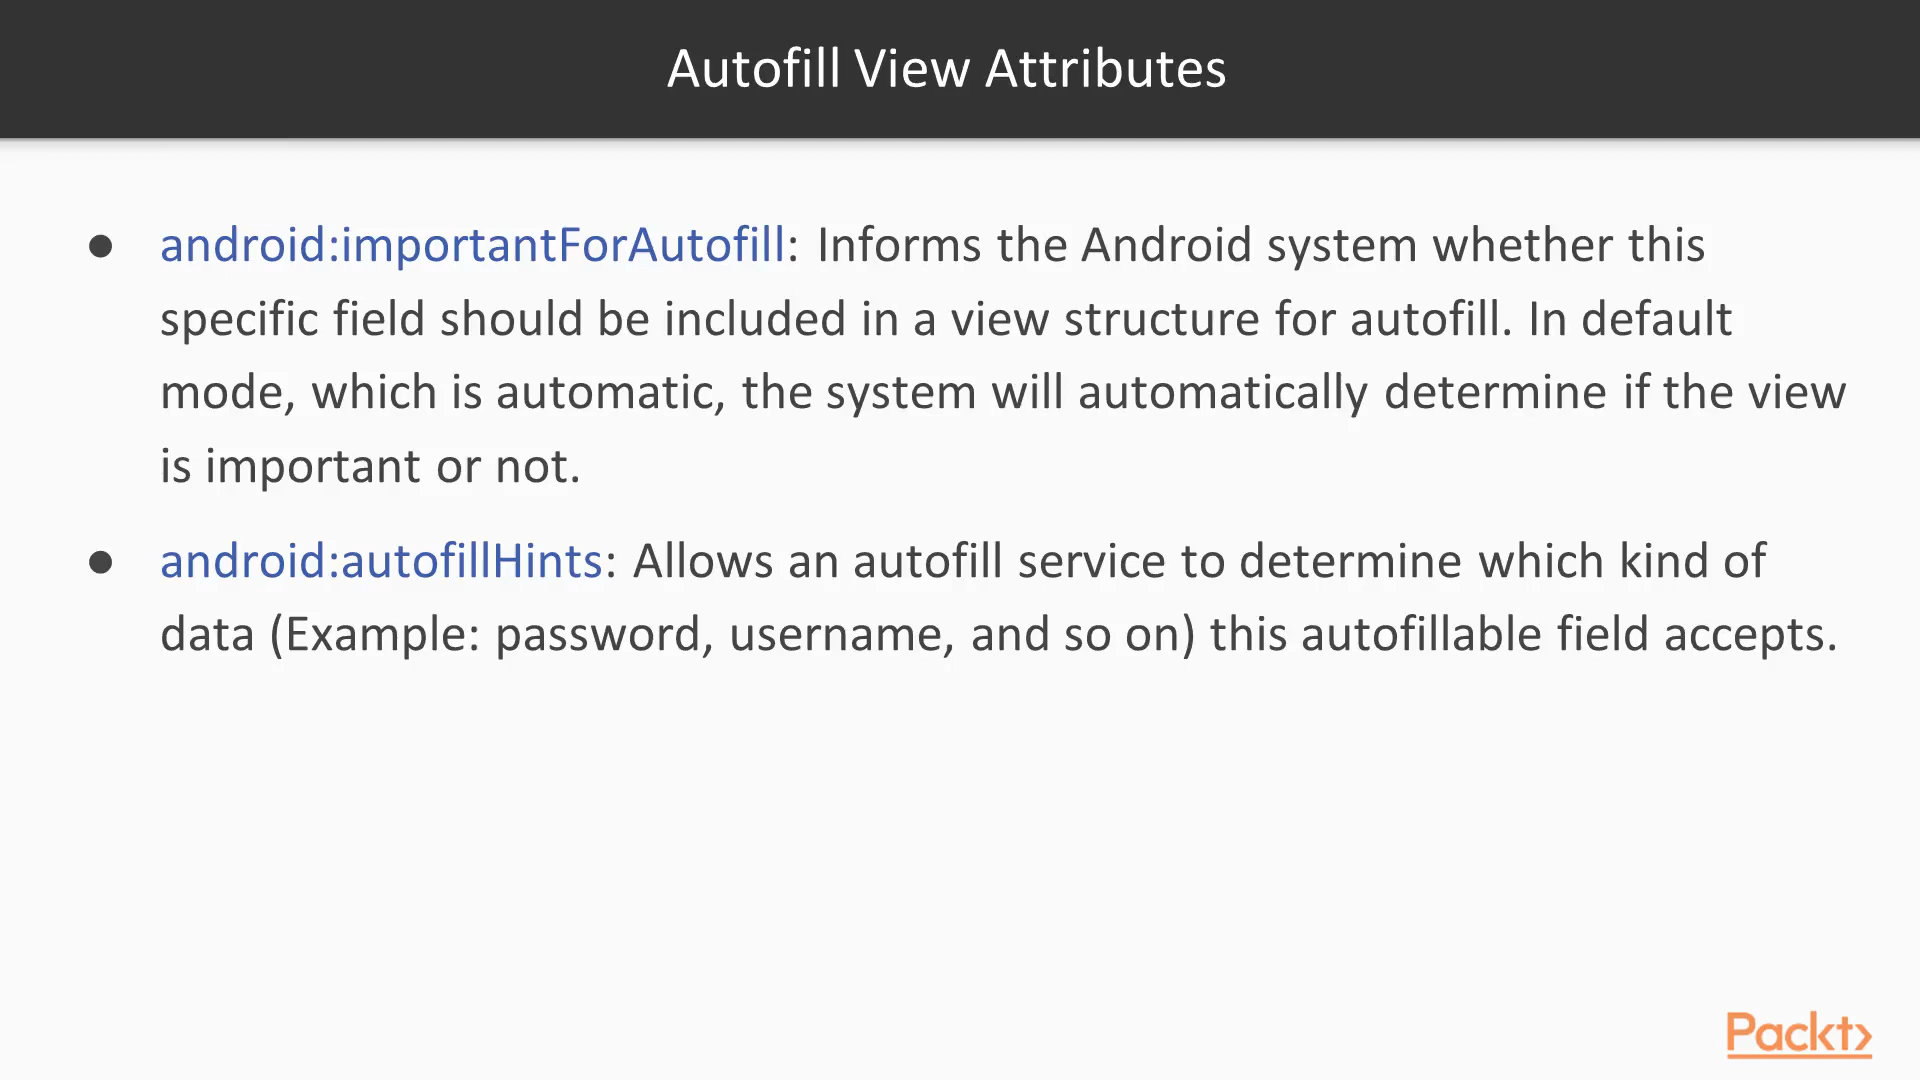 Autofill View Attributes
● android:importantForAutofill: Informs the Android system whether this
specific field should be included in a view structure for autofill. In default
mode, which is automatic, the system will automatically determine if the view
is important or not.
● android:autofillHints: Allows an autofill service to determine which kind of
data (Example: password, username, and so on) this autofillable field accepts.
Packt>